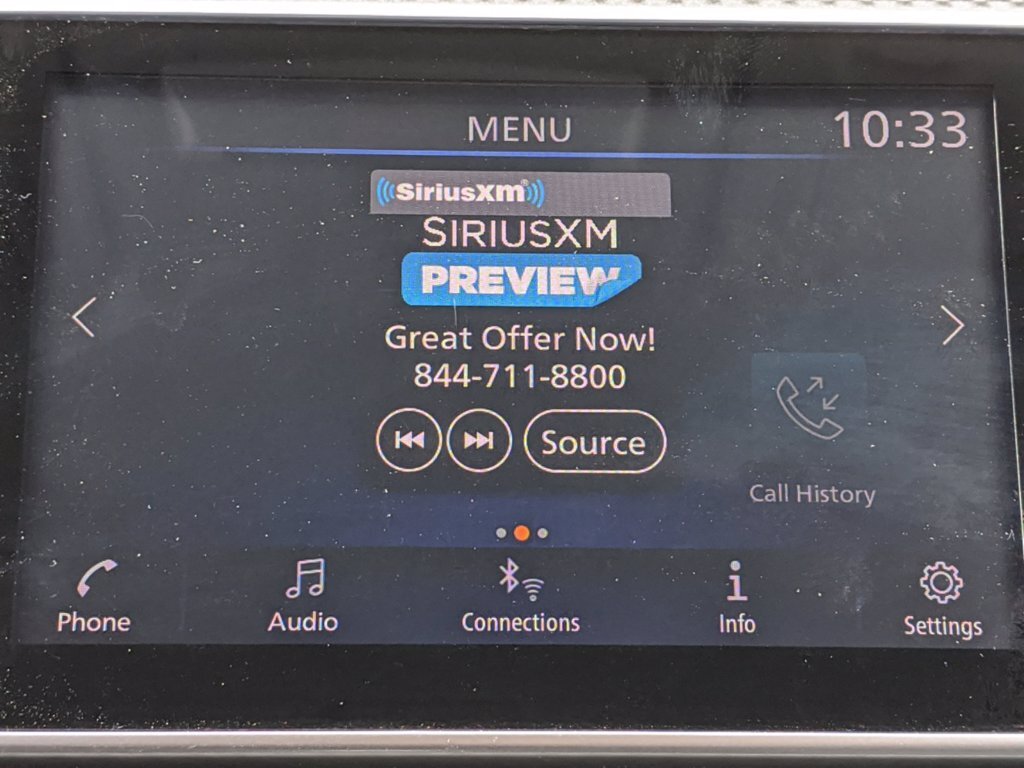 MENU
10:33
SiriusXM®
SIRIUSXM
PREVIEW
Great Offer Now!
844-711-8800
Source
Call History
Phone
Audio
Connections
Info
Settings